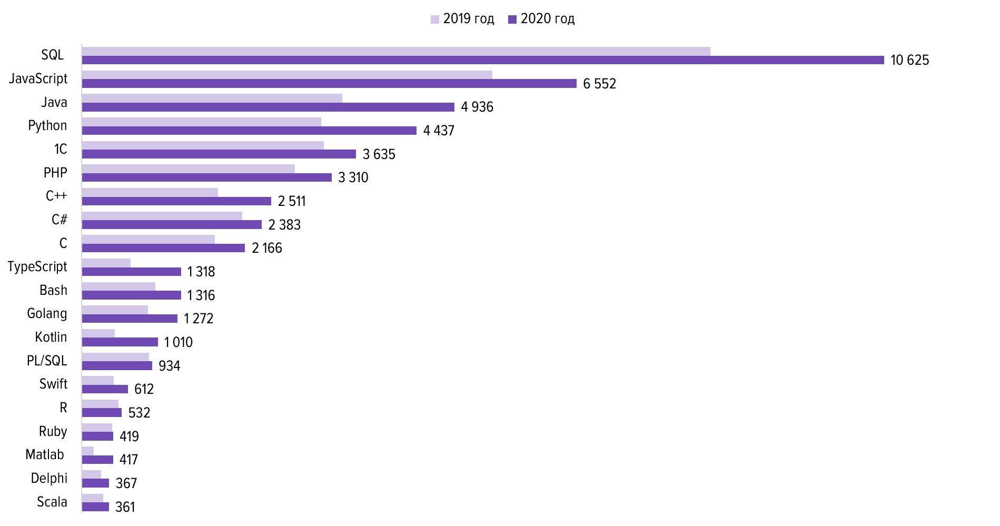 2019 год 2020 год
SQL 10 625
JavaScript 6 552
Java 4 936
Python 4 437
1C 3 635
PHP 3 310
C++ 2 511
C# 2 383
C 2 166
TypeScript 1 318
Bash 1 316
Golang 1 272
Kotlin 1 010
PL/SQL 934
Swift 612
R 532
Ruby 419
Matlab 417
Delphi 367
Scala 361